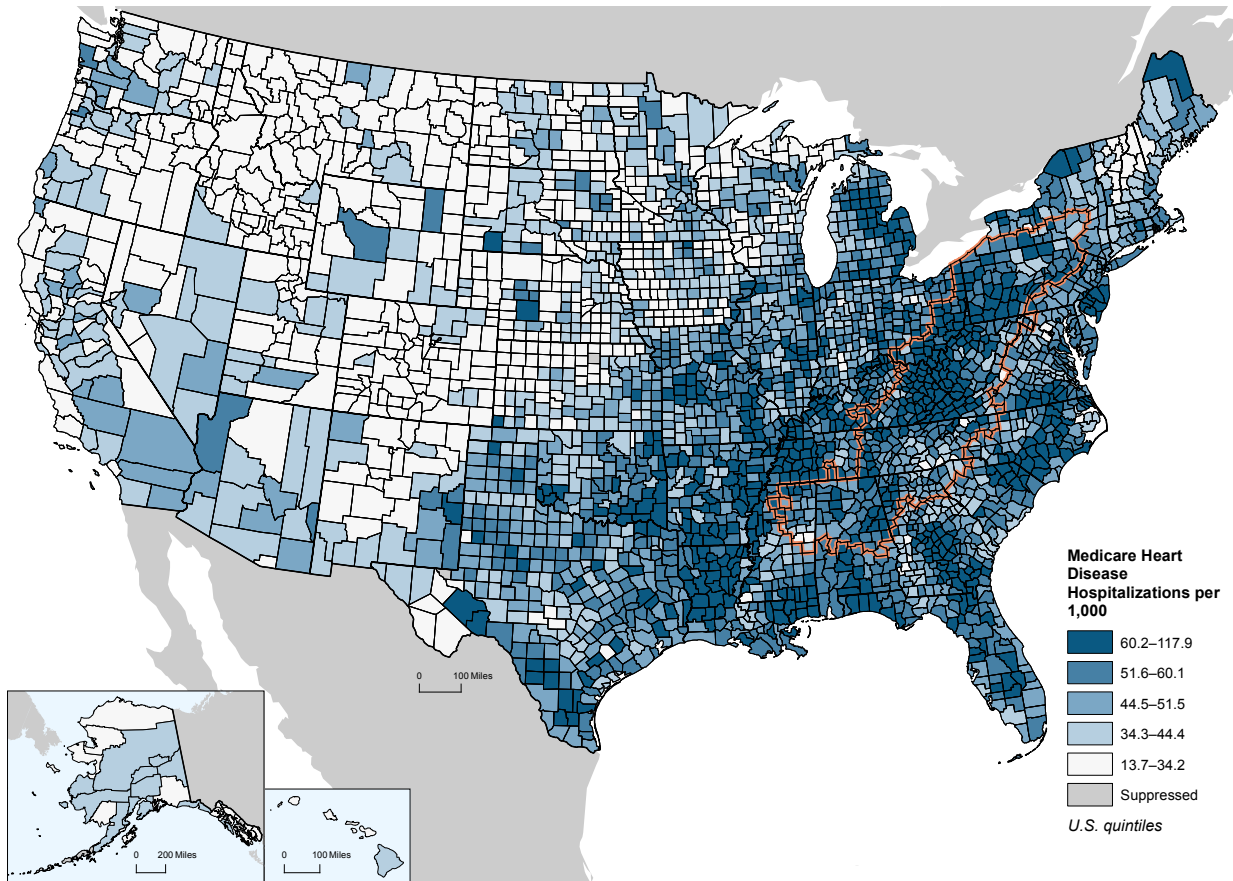 Medicare Heart
Disease
Hospitalizations per
1,000
60.2–117.9
51.6–60.1
44.5–51.5
34.3–44.4
13.7–34.2
Suppressed
U.S. quintiles
0 100 Miles
0 200 Miles
0 100 Miles